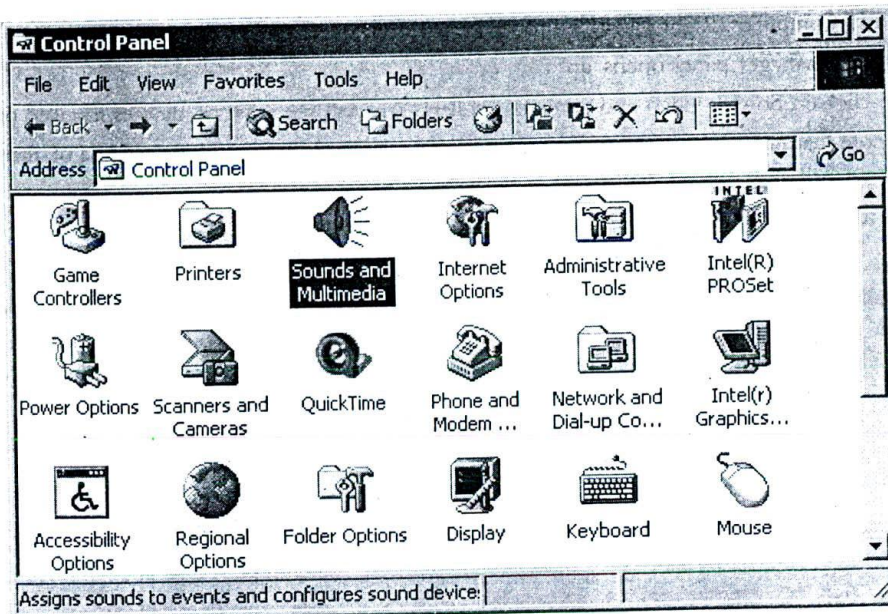 Control Panel
File Edit View Favorites Tools Help
Back Search Folders
Address Control Panel Go
INTEL
Game Controllers
Printers
Sounds and Multimedia
Internet Options
Administrative Tools
Intel(R) PROSet
Power Options
Scanners and Cameras
QuickTime
Phone and Modem ...
Network and Dial-up Co...
Intel(r) Graphics...
Accessibility Options
Regional Options
Folder Options
Display
Keyboard
Mouse
Assigns sounds to events and configures sound device